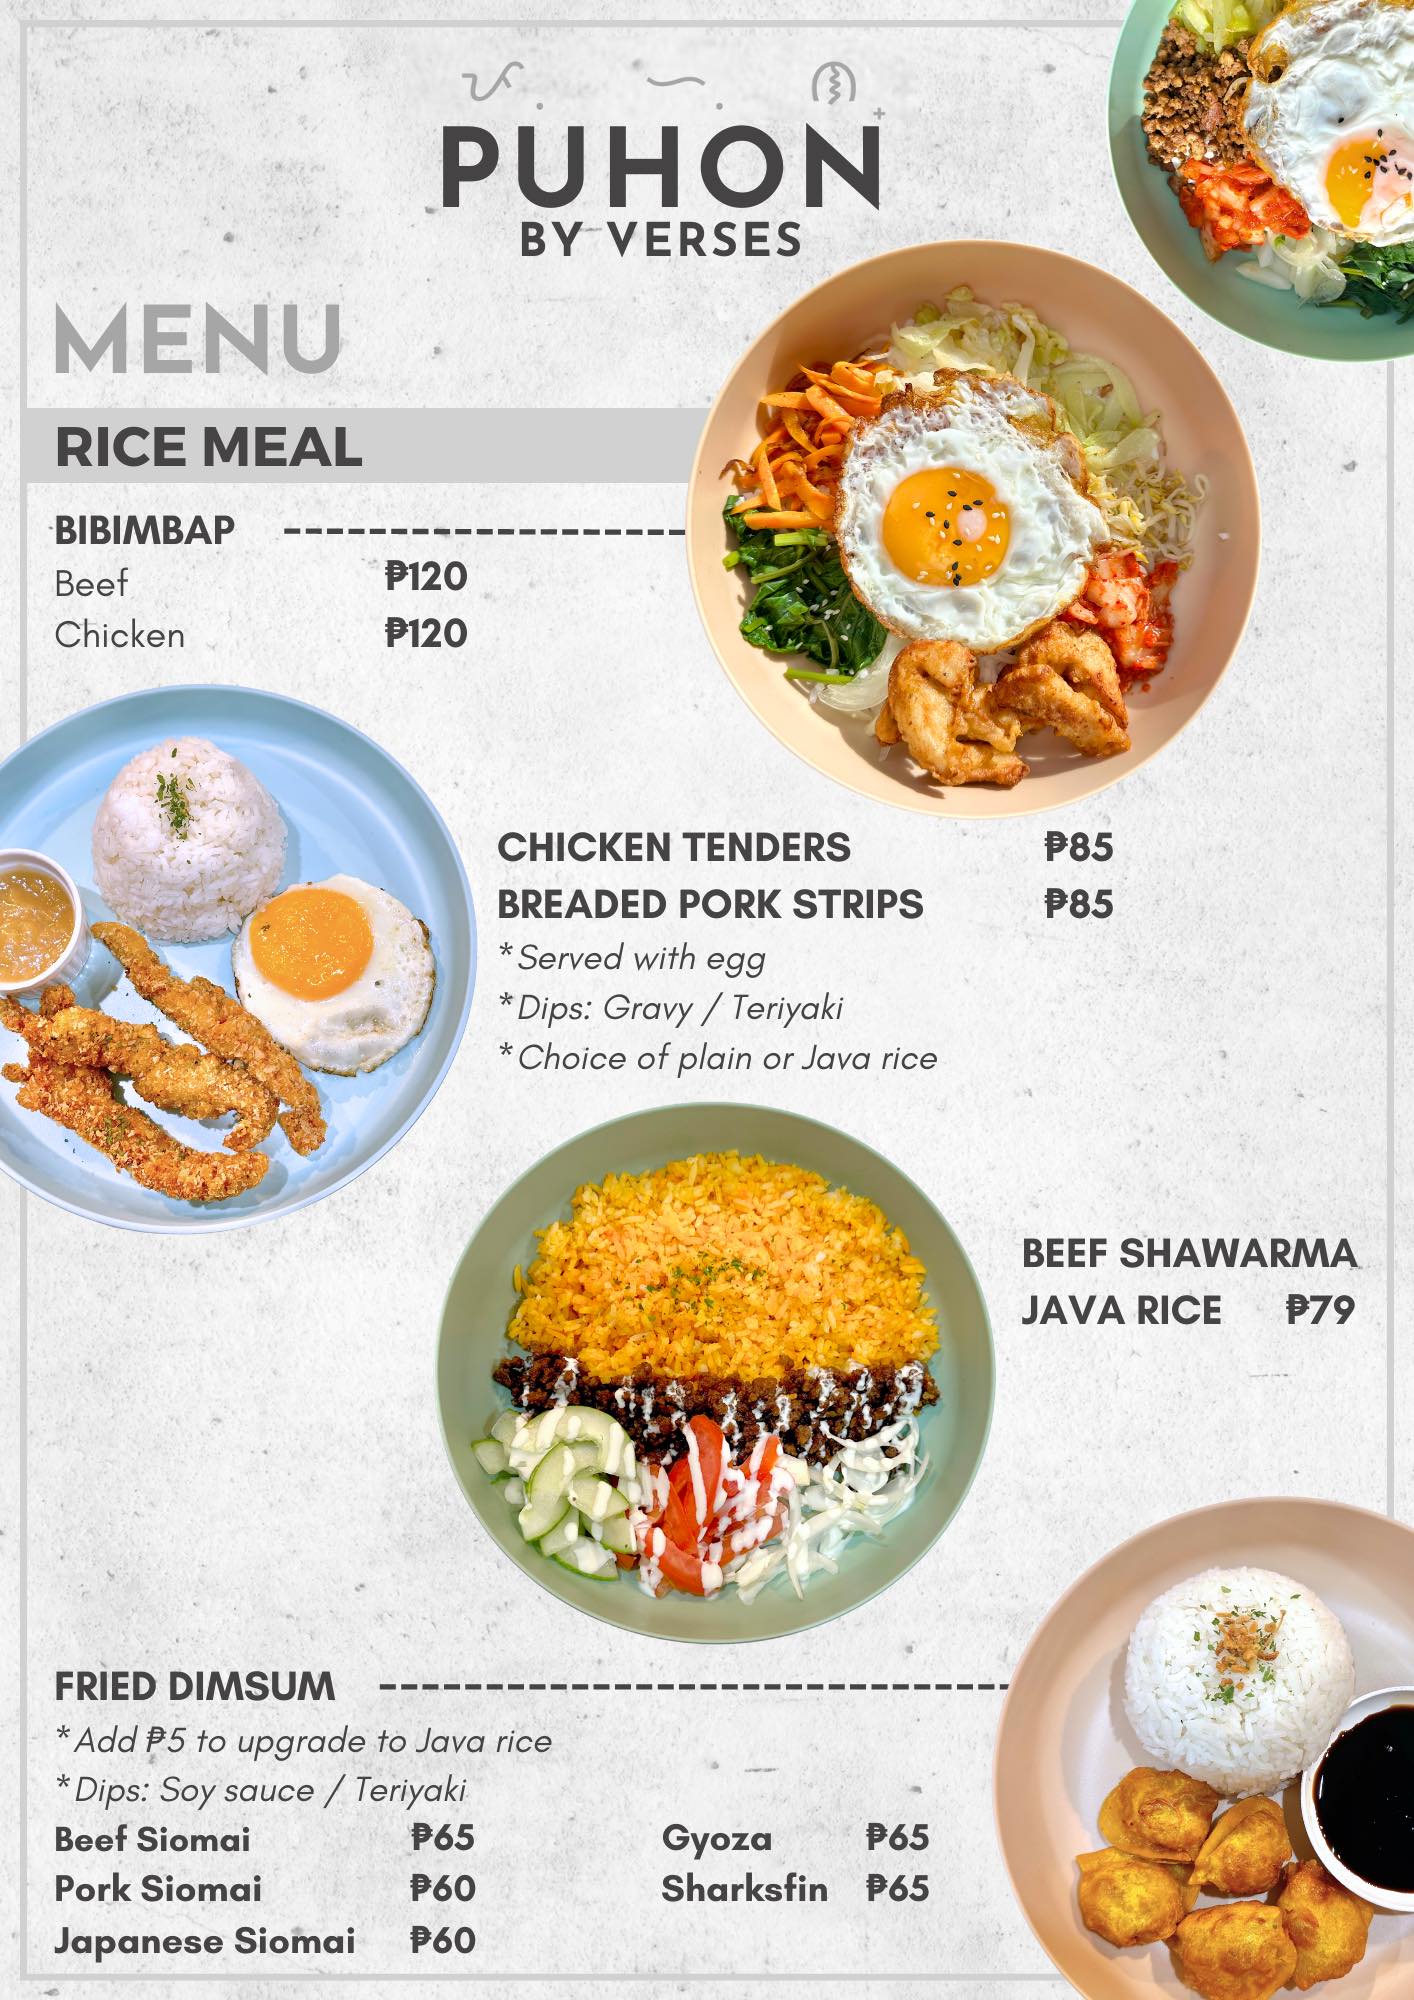 PUHON
BY VERSES
MENU
RICE MEAL
BIBIMBAP
Beef ₱120
Chicken ₱120
CHICKEN TENDERS ₱85
BREADED PORK STRIPS ₱85
*Served with egg
*Dips: Gravy / Teriyaki
*Choice of plain or Java rice
BEEF SHAWARMA
JAVA RICE ₱79
FRIED DIMSUM
*Add ₱5 to upgrade to Java rice
*Dips: Soy sauce / Teriyaki
Beef Siomai ₱65
Pork Siomai ₱60
Japanese Siomai ₱60
Gyoza ₱65
Sharksfin ₱65